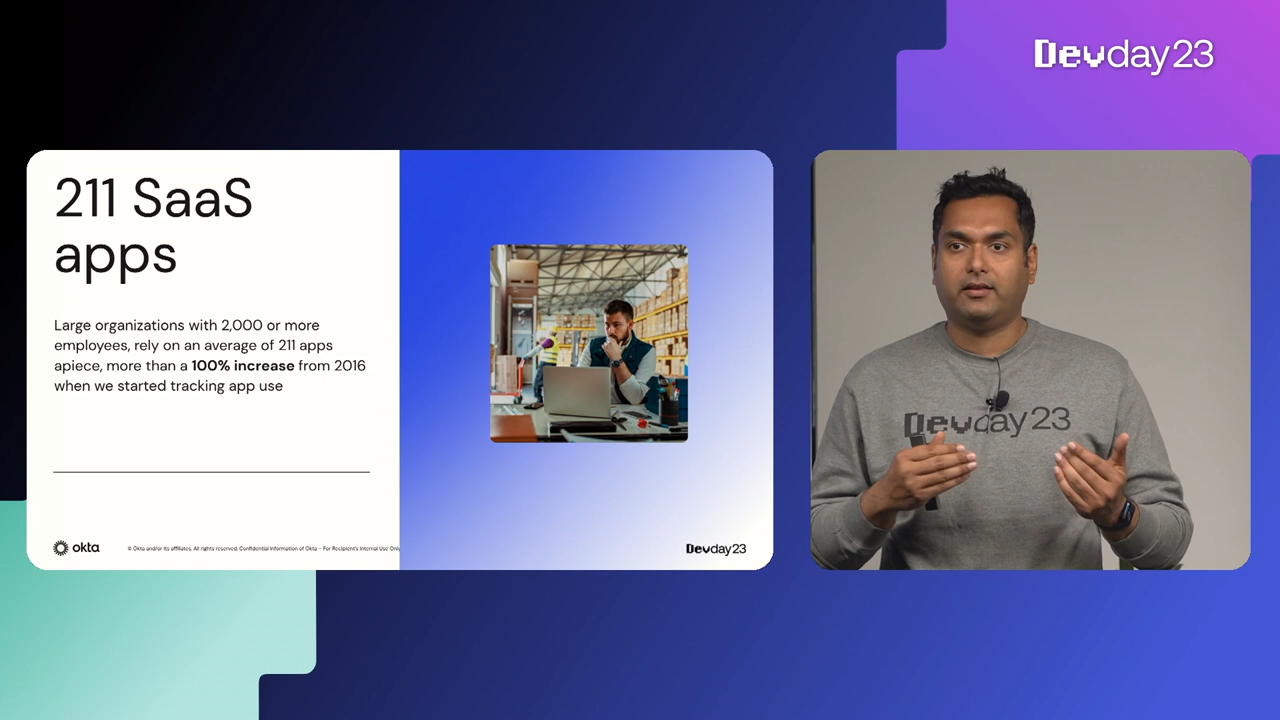 Devday23
211 SaaS
apps
Large organizations with 2,000 or more
employees, rely on an average of 211 apps
apiece, more than a 100% increase from 2016
when we started tracking app use
okta
© Okta and/or its affiliates. All rights reserved. Confidential Information of Okta – For Recipient's Internal Use Only
Devday23
Devday 23